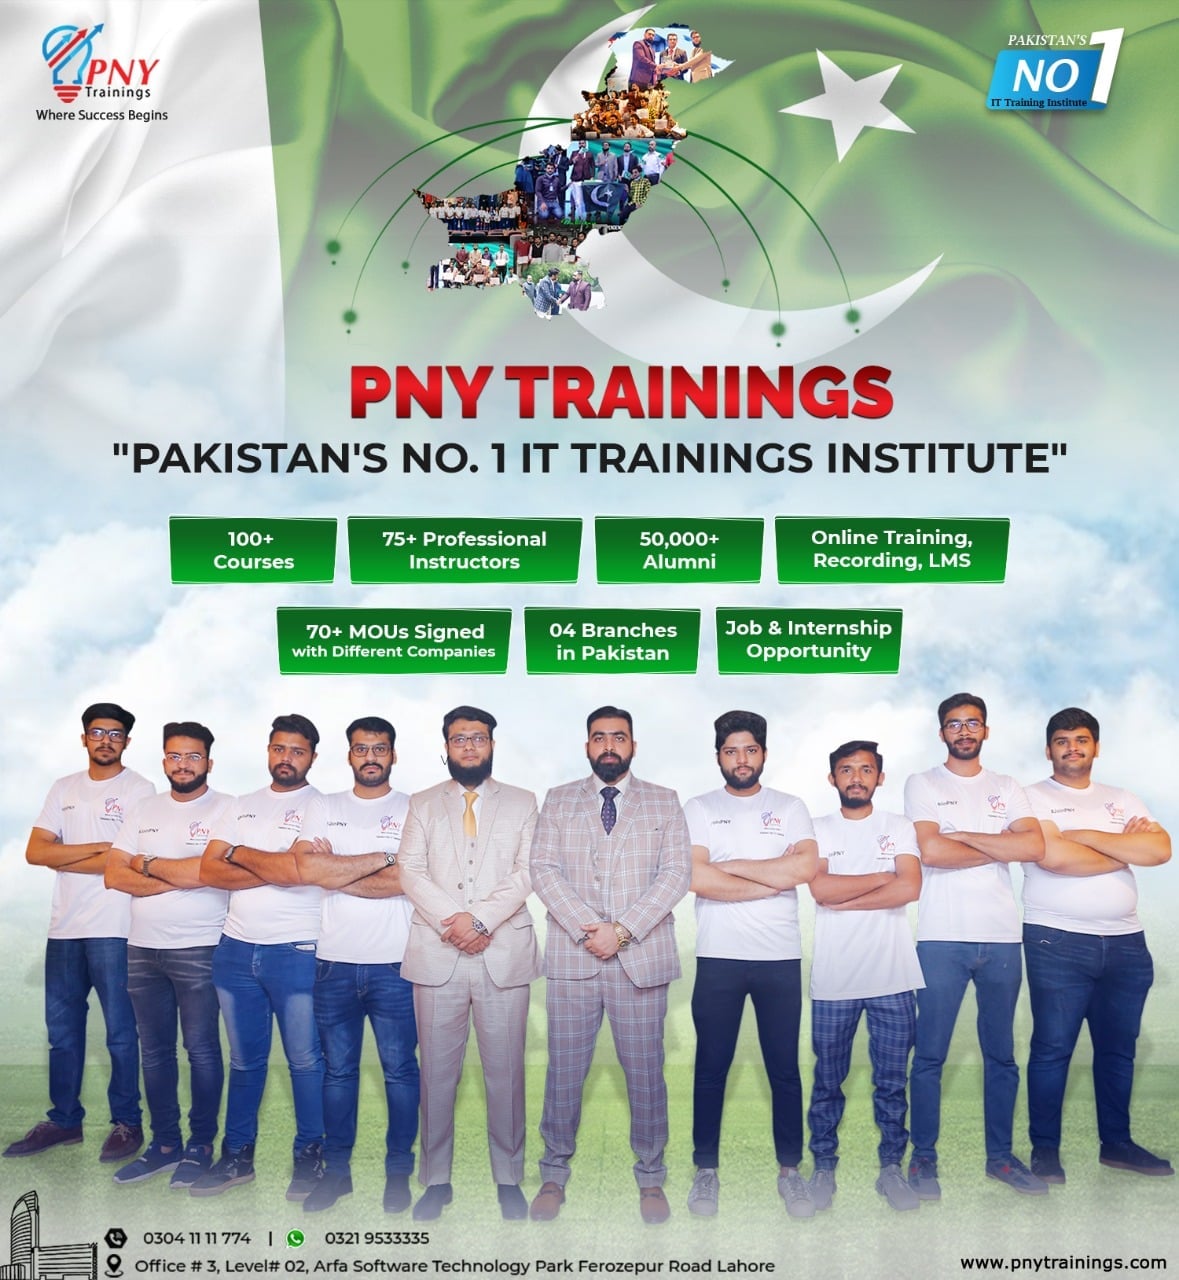 PNY
Trainings
Where Success Begins
PAKISTAN'S
NO 1
IT Training Institute
PNY TRAININGS
"PAKISTAN'S NO. 1 IT TRAININGS INSTITUTE"
100+
Courses
75+ Professional
Instructors
50,000+
Alumni
Online Training,
Recording, LMS
70+ MOUs Signed
with Different Companies
04 Branches
in Pakistan
Job & Internship
Opportunity
0304 11 11 774 | 0321 9533335
Office # 3, Level# 02, Arfa Software Technology Park Ferozepur Road Lahore
www.pnytrainings.com